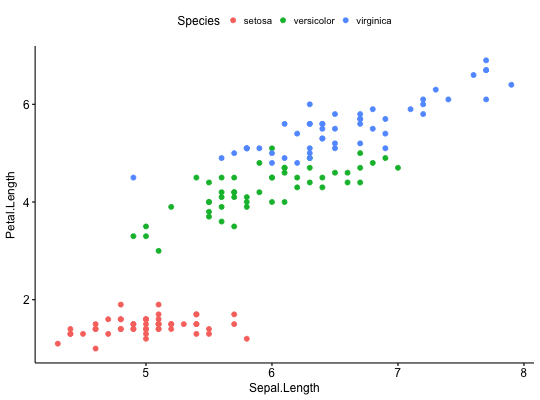 Species setosa versicolor virginica
Petal.Length
6
4
2
5 6 7 8
Sepal.Length